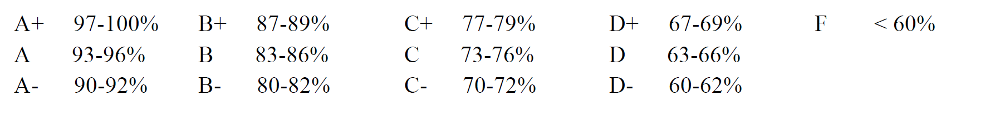 A+ 97-100% B+ 87-89% C+ 77-79% D+ 67-69% F < 60%
A 93-96% B 83-86% C 73-76% D 63-66%
A- 90-92% B- 80-82% C- 70-72% D- 60-62%